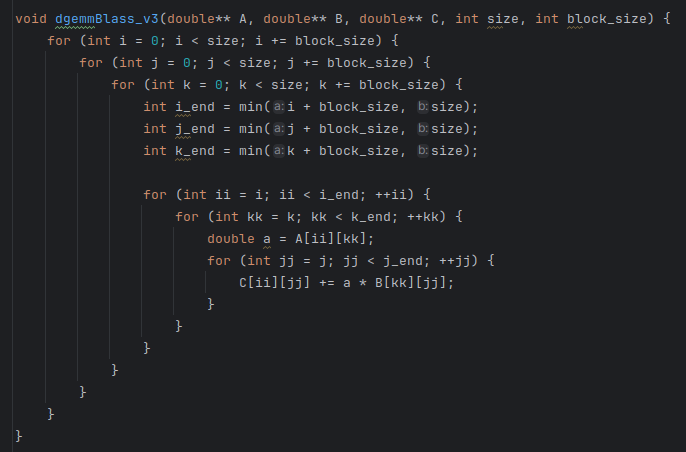 void dgemmBlass_v3(double** A, double** B, double** C, int size, int block_size) {
    for (int i = 0; i < size; i += block_size) {
        for (int j = 0; j < size; j += block_size) {
            for (int k = 0; k < size; k += block_size) {
                int i_end = min(a: i + block_size, b: size);
                int j_end = min(a: j + block_size, b: size);
                int k_end = min(a: k + block_size, b: size);

                for (int ii = i; ii < i_end; ++ii) {
                    for (int kk = k; kk < k_end; ++kk) {
                        double a = A[ii][kk];
                        for (int jj = j; jj < j_end; ++jj) {
                            C[ii][jj] += a * B[kk][jj];
                        }
                    }
                }
            }
        }
    }
}